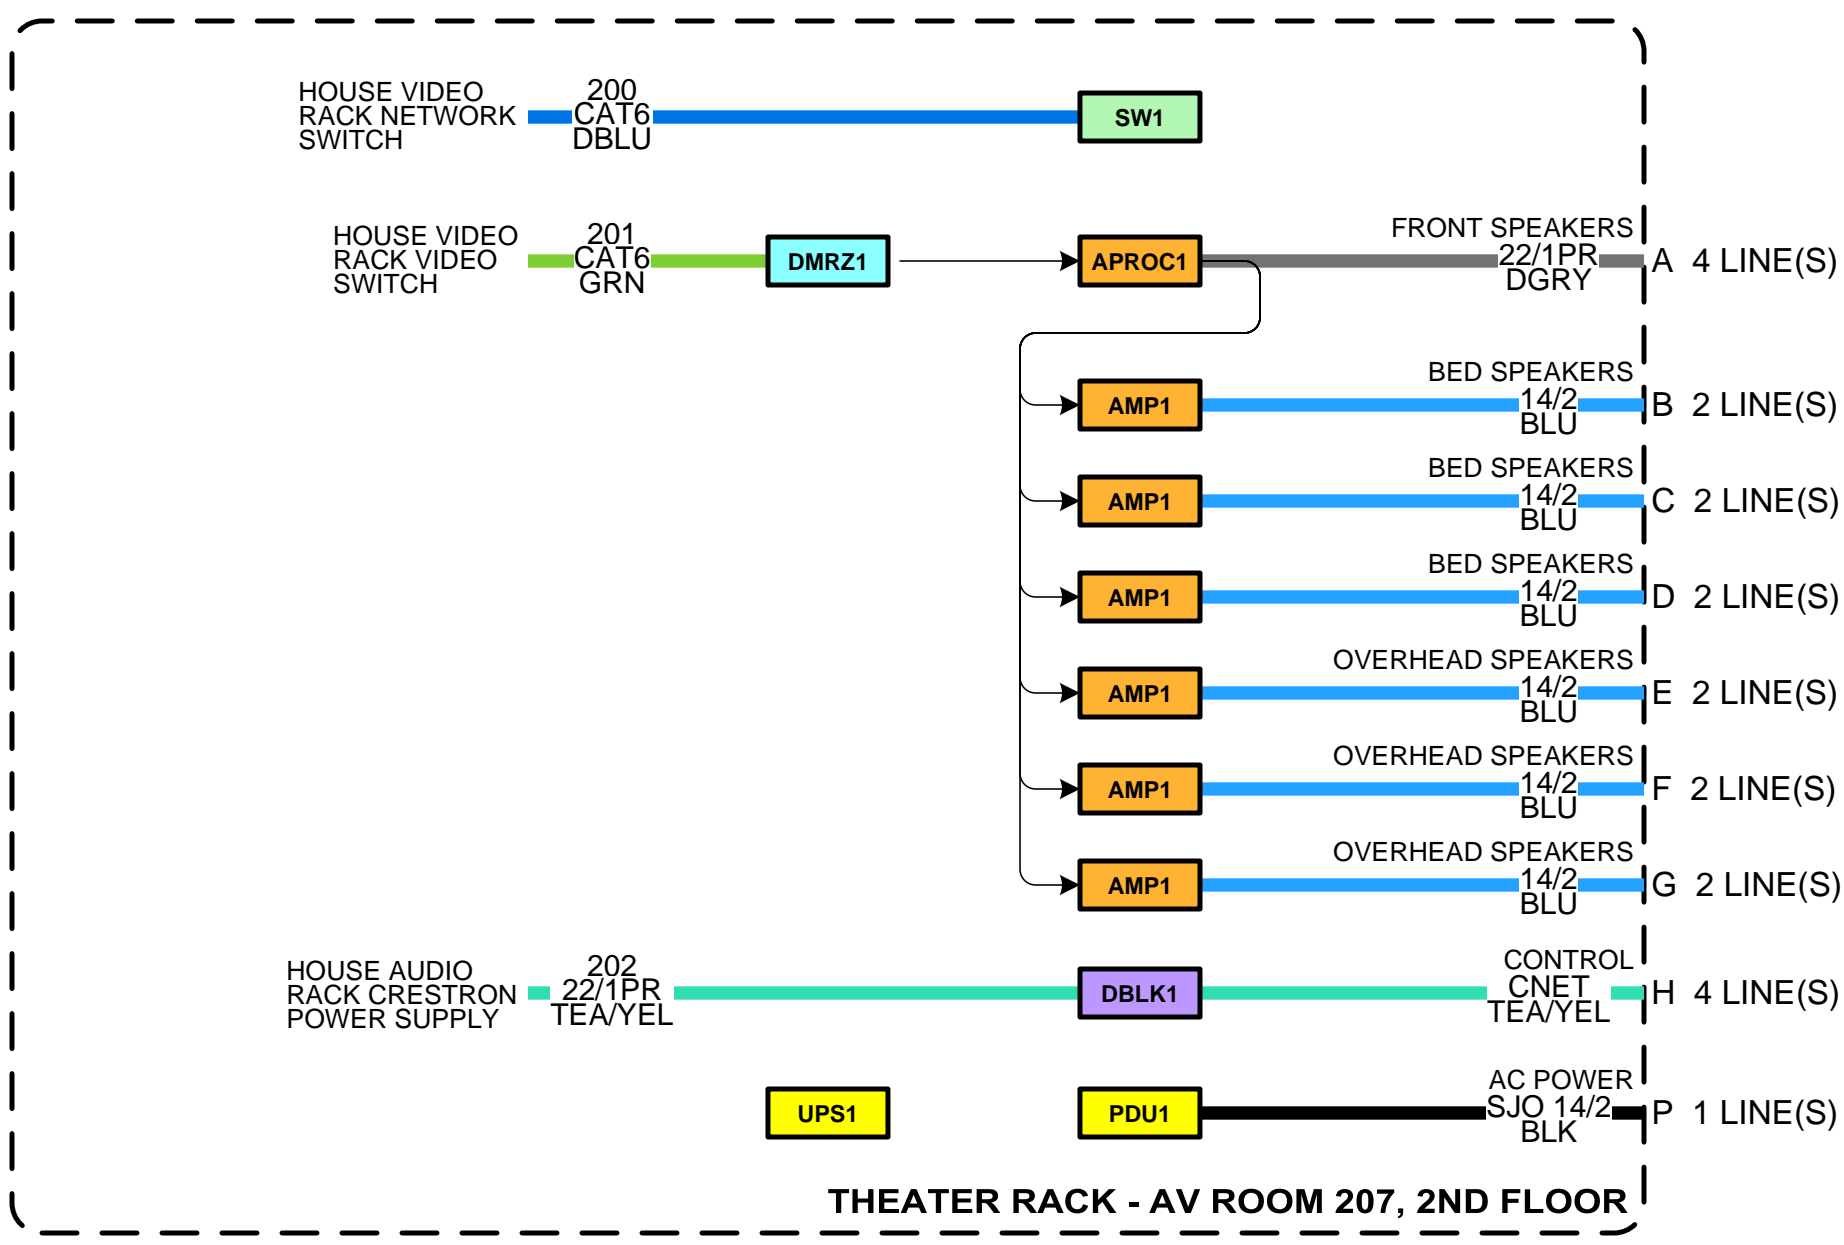 HOUSE VIDEO
RACK NETWORK
SWITCH
200
CAT6
DBLU
SW1
HOUSE VIDEO
RACK VIDEO
SWITCH
201
CAT6
GRN
DMRZ1
APROC1
FRONT SPEAKERS
22/1PR
DGRY
A 4 LINE(S)
AMP1
BED SPEAKERS
14/2
BLU
B 2 LINE(S)
AMP1
BED SPEAKERS
14/2
BLU
C 2 LINE(S)
AMP1
BED SPEAKERS
14/2
BLU
D 2 LINE(S)
AMP1
OVERHEAD SPEAKERS
14/2
BLU
E 2 LINE(S)
AMP1
OVERHEAD SPEAKERS
14/2
BLU
F 2 LINE(S)
AMP1
OVERHEAD SPEAKERS
14/2
BLU
G 2 LINE(S)
HOUSE AUDIO
RACK CRESTRON
POWER SUPPLY
202
22/1PR
TEA/YEL
DBLK1
CONTROL
CNET
TEA/YEL
H 4 LINE(S)
UPS1
PDU1
AC POWER
SJO 14/2
BLK
P 1 LINE(S)
THEATER RACK - AV ROOM 207, 2ND FLOOR